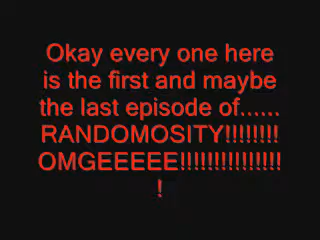 Okay every one here
is the first and maybe
the last episode of......
RANDOMOSITY!!!!!!!!
OMGEEEEE!!!!!!!!!!!!!!!
!